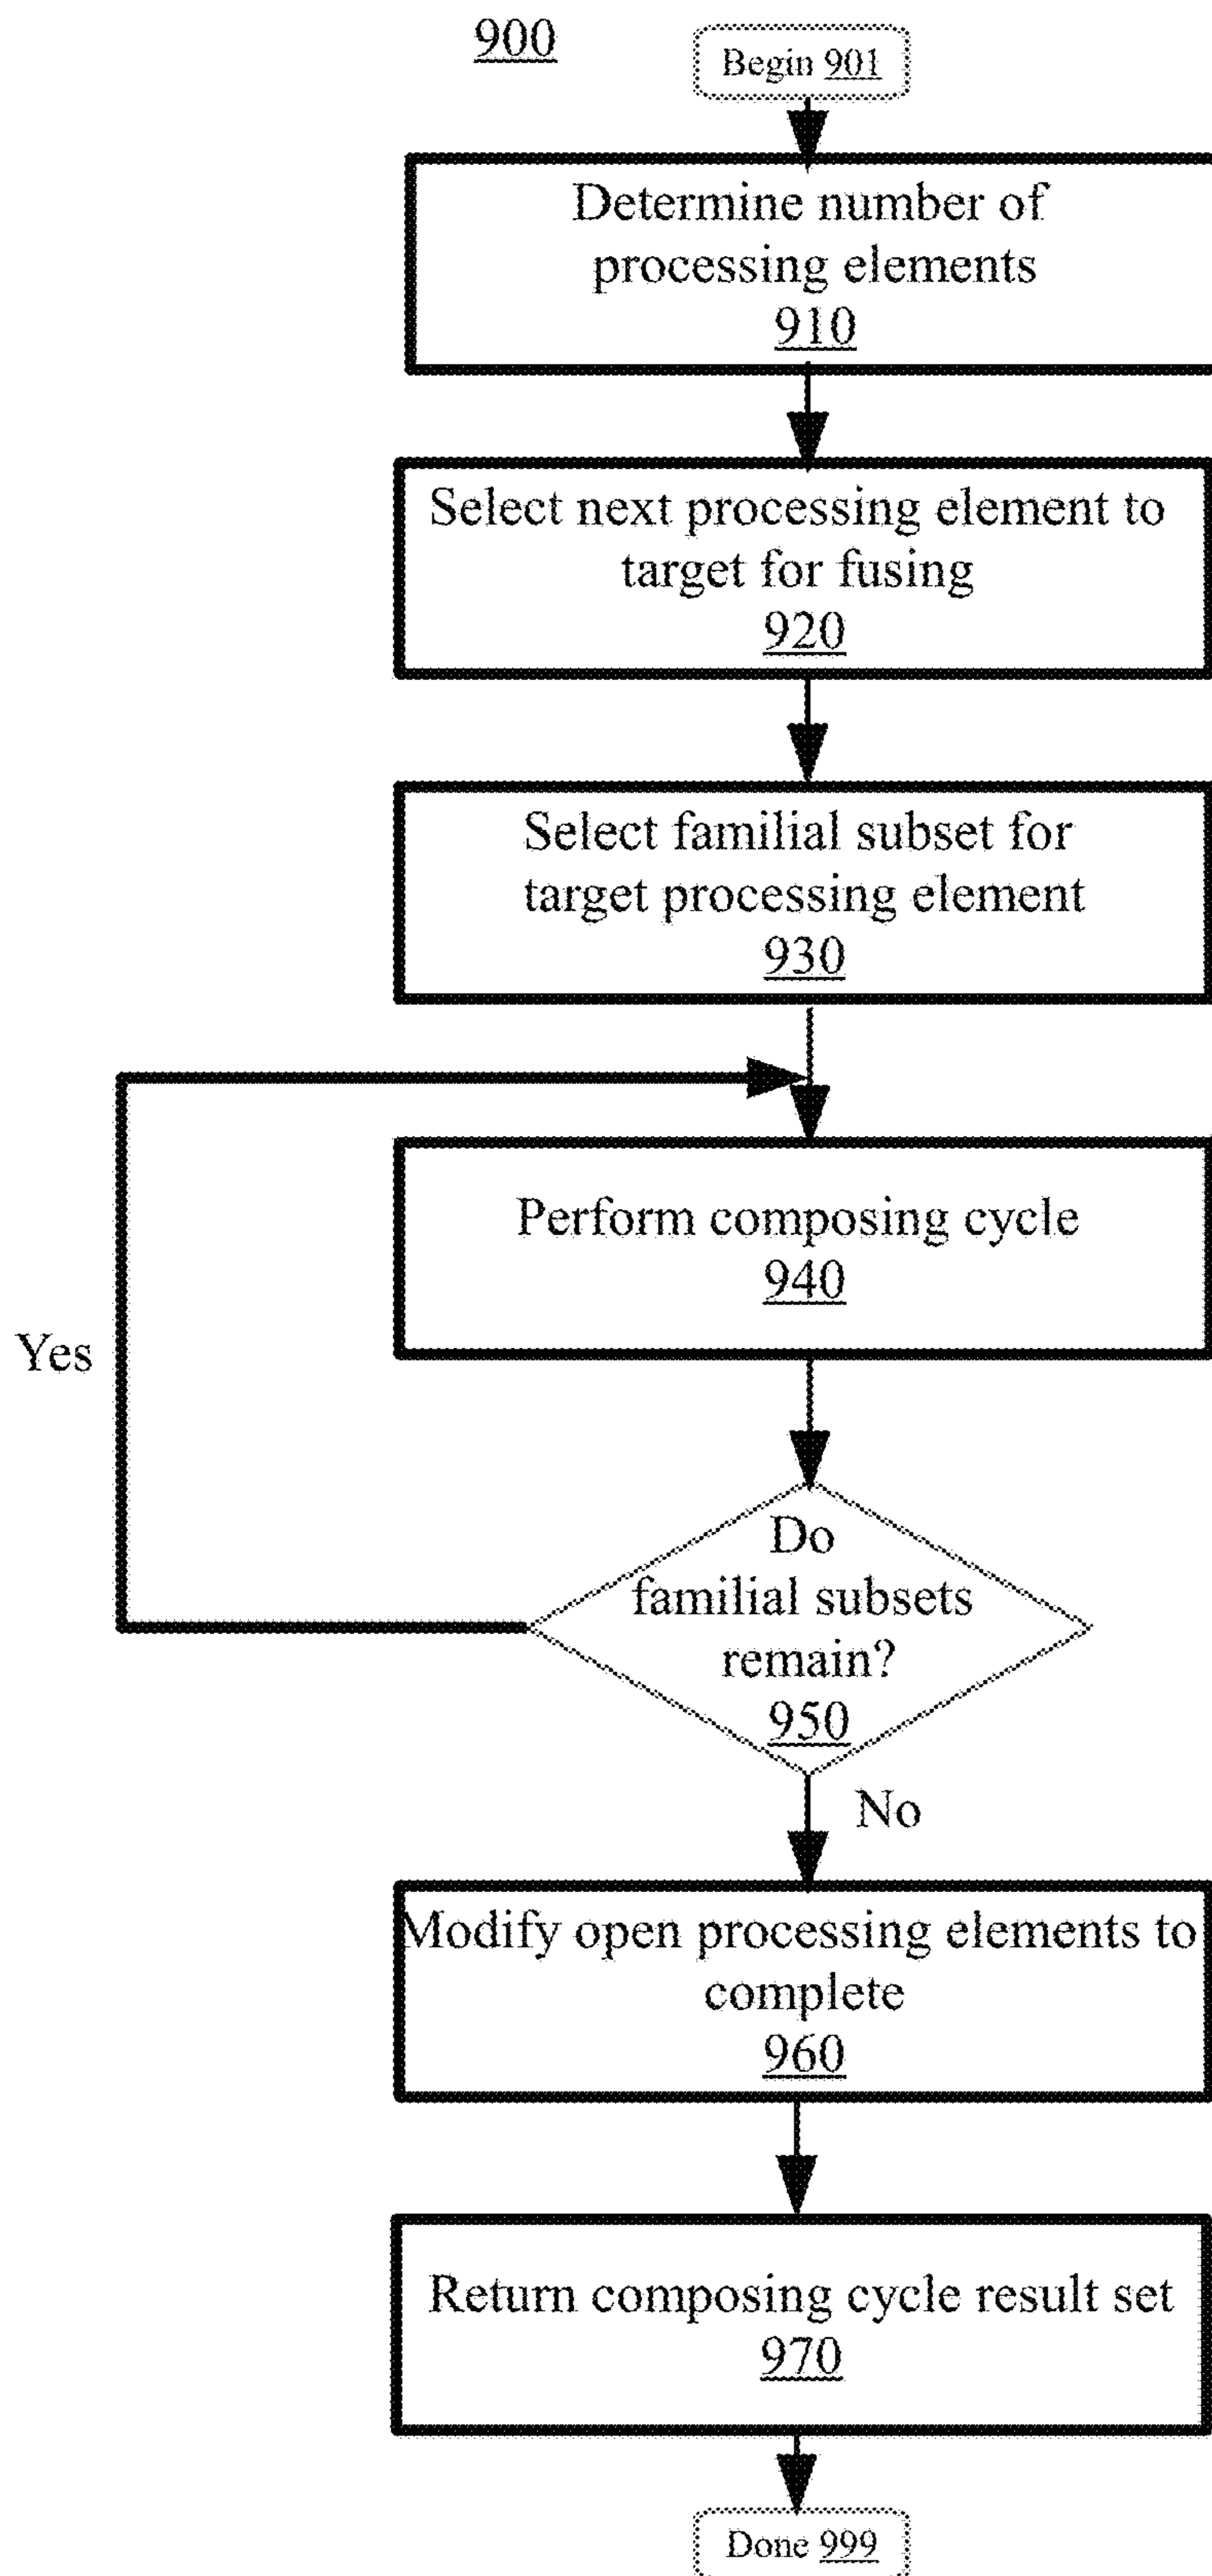 900
Begin 901
Determine number of
processing elements
910
Select next processing element to
target for fusing
920
Select familial subset for
target processing element
930
Perform composing cycle
940
Yes
Do
familial subsets
remain?
950
No
Modify open processing elements to
complete
960
Return composing cycle result set
970
Done 999